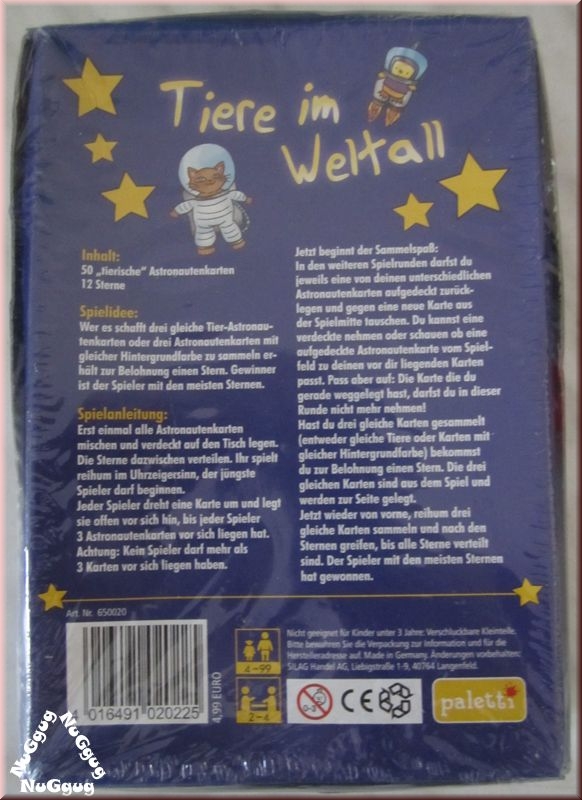 Tiere im
Weltall
Inhalt:
50 „tierische" Astronautenkarten
12 Sterne
Spielidee:
Wer es schafft drei gleiche Tier-Astronau-
tenkarten oder drei Astronautenkarten mit
gleicher Hintergrundfarbe zu sammeln er-
hält zur Belohnung einen Stern. Gewinner
ist der Spieler mit den meisten Sternen.
Spielanleitung:
Erst einmal alle Astronautenkarten
mischen und verdeckt auf den Tisch legen.
Die Sterne dazwischen verteilen. Ihr spielt
reihum im Uhrzeigersinn, der jüngste
Spieler darf beginnen.
Jeder Spieler dreht eine Karte um und legt
sie offen vor sich hin, bis jeder Spieler
3 Astronautenkarten vor sich liegen hat.
Achtung: Kein Spieler darf mehr als
3 Karten vor sich liegen haben.
Jetzt beginnt der Sammelspaß:
In den weiteren Spielrunden darfst du
jeweils eine von deinen unterschiedlichen
Astronautenkarten aufgedeckt zurück-
legen und gegen eine neue Karte aus
der Spielmitte tauschen. Du kannst eine
verdeckte nehmen oder schauen ob eine
aufgedeckte Astronautenkarte vom Spiel-
feld zu deinen vor dir liegenden Karten
passt. Pass aber auf: Die Karte die du
gerade weggelegt hast, darfst du in dieser
Runde nicht mehr nehmen!
Hast du drei gleiche Karten gesammelt
(entweder gleiche Tiere oder Karten mit
gleicher Hintergrundfarbe) bekommst
du zur Belohnung einen Stern. Die drei
gleichen Karten sind aus dem Spiel und
werden zur Seite gelegt.
Jetzt wieder von vorne, reihum drei
gleiche Karten sammeln und nach den
Sternen greifen, bis alle Sterne verteilt
sind. Der Spieler mit den meisten Sternen
hat gewonnen.
Art. Nr. 650020
4 016491 020225
4,99 EURO
4-99
2-4
Nicht geeignet für Kinder unter 3 Jahre: Verschluckbare Kleinteile.
Bitte bewahren Sie die Verpackung zur Information und für die
Herstelleradresse auf. Made in Germany. Änderungen vorbehalten:
SILAG Handel AG, Liebigstraße 1-9, 40764 Langenfeld.
0-3
CE
paletti
NuGgug
NuGgug
NuGgug